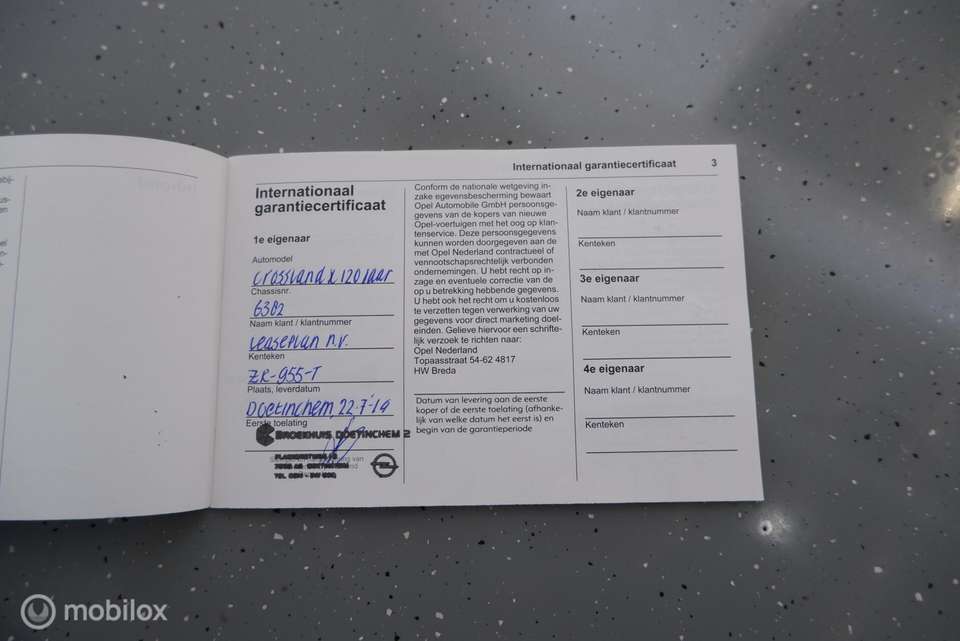 Internationaal garantiecertificaat 3
Internationaal
garantiecertificaat
1e eigenaar
Automodel
Crossland X 120 Jaar
Chassisnr.
6382
Naam klant / klantnummer
Leaseplan n.v.
Kenteken
ZR-955-T
Plaats, leverdatum
Doetinchem, 22-7-'19
Eerste toelating
BROEKHUIS DOETINCHEM 2
Conform de nationale wetgeving in-
zake egevensbescherming bewaart
Opel Automobile GmbH persoonsge-
gevens van de kopers van nieuwe
Opel-voertuigen met het oog op klan-
tenservice. Deze persoonsgegevens
kunnen worden doorgegeven aan de
met Opel Nederland contractueel of
vennootschapsrechtelijk verbonden
ondernemingen. U hebt recht op in-
zage en eventuele correctie van de
op u betrekking hebbende gegevens.
U hebt ook het recht om u kosteloos
te verzetten tegen verwerking van uw
gegevens voor direct marketing doel-
einden. Gelieve hiervoor een schrifte-
lijk verzoek te richten naar:
Opel Nederland
Topaasstraat 54-62 4817
HW Breda
Datum van levering aan de eerste
koper of de eerste toelating (afhanke-
lijk van welke datum het eerst is) en
begin van de garantieperiode
2e eigenaar
Naam klant / klantnummer
Kenteken
3e eigenaar
Naam klant / klantnummer
Kenteken
4e eigenaar
Naam klant / klantnummer
Kenteken
mobilox